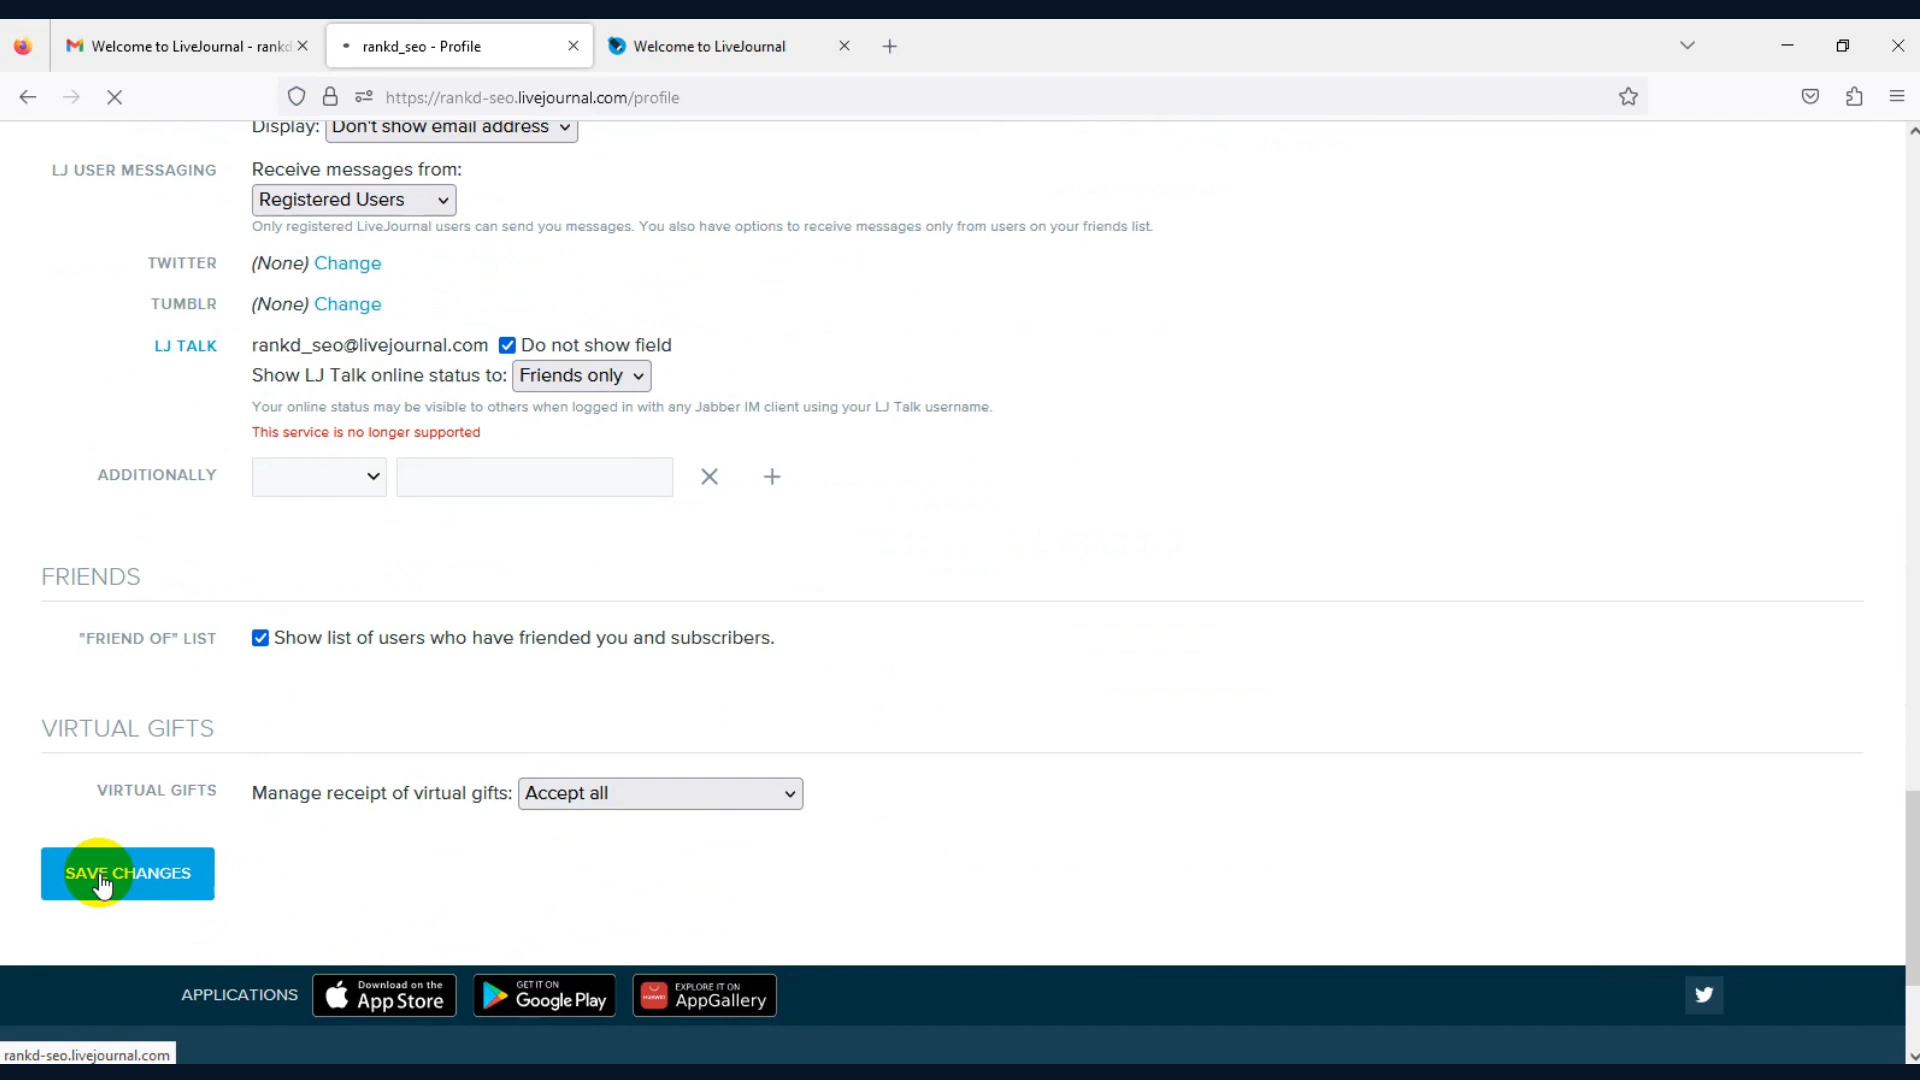 Welcome to LiveJournal - rankd
rankd_seo - Profile
Welcome to LiveJournal
https://rankd-seo.livejournal.com/profile
Display: Don't show email address
LJ USER MESSAGING
Receive messages from:
Registered Users
Only registered LiveJournal users can send you messages. You also have options to receive messages only from users on your friends list.
TWITTER (None) Change
TUMBLR (None) Change
LJ TALK rankd_seo@livejournal.com Do not show field
Show LJ Talk online status to: Friends only
Your online status may be visible to others when logged in with any Jabber IM client using your LJ Talk username.
This service is no longer supported
ADDITIONALLY
FRIENDS
"FRIEND OF" LIST Show list of users who have friended you and subscribers.
VIRTUAL GIFTS
VIRTUAL GIFTS Manage receipt of virtual gifts: Accept all
SAVE CHANGES
APPLICATIONS
Download on the
App Store
GET IT ON
Google Play
HUAWEI
EXPLORE IT ON
AppGallery
rankd-seo.livejournal.com